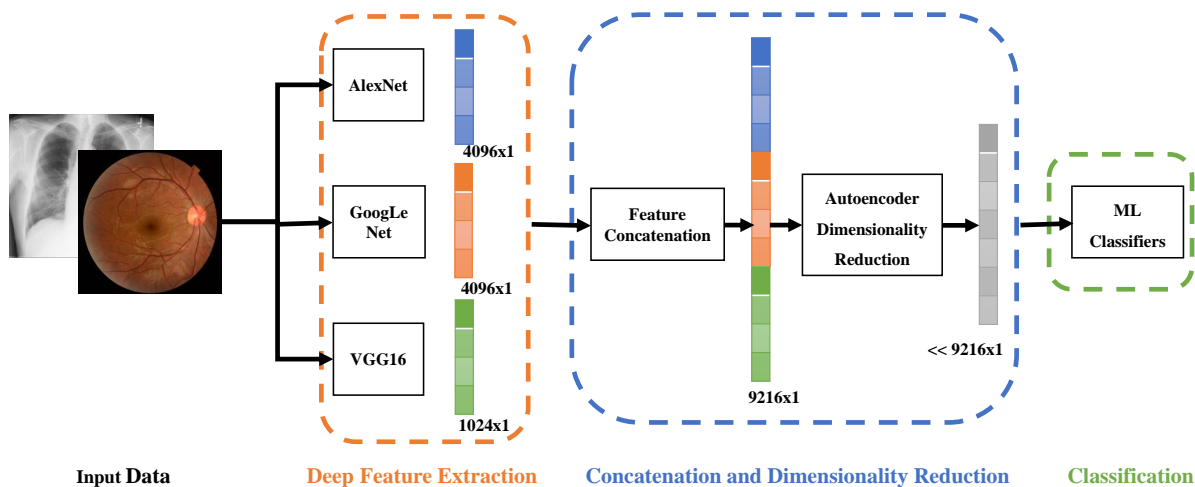 AlexNet
4096x1
GoogLe
Net
4096x1
VGG16
1024x1
Feature
Concatenation
9216x1
Autoencoder
Dimensionality
Reduction
<< 9216x1
ML
Classifiers
Input Data
Deep Feature Extraction
Concatenation and Dimensionality Reduction
Classification